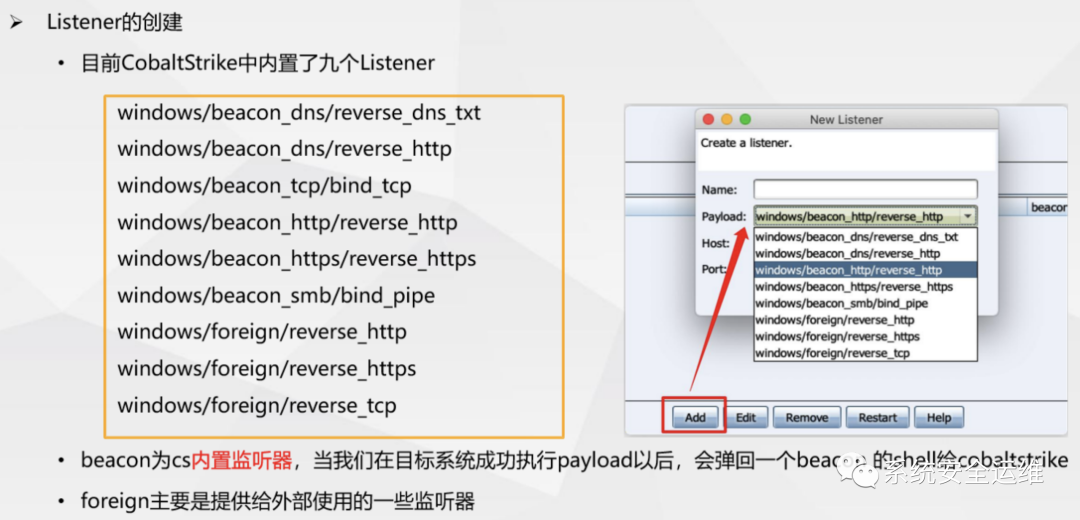 ➢ Listener的创建
• 目前CobaltStrike中内置了九个Listener
windows/beacon_dns/reverse_dns_txt
windows/beacon_dns/reverse_http
windows/beacon_tcp/bind_tcp
windows/beacon_http/reverse_http
windows/beacon_https/reverse_https
windows/beacon_smb/bind_pipe
windows/foreign/reverse_http
windows/foreign/reverse_https
windows/foreign/reverse_tcp
New Listener
Create a listener.
Name:
Payload: windows/beacon_http/reverse_http
Host:
Port:
windows/beacon_dns/reverse_dns_txt
windows/beacon_dns/reverse_http
windows/beacon_http/reverse_http
windows/beacon_https/reverse_https
windows/beacon_smb/bind_pipe
windows/foreign/reverse_http
windows/foreign/reverse_https
windows/foreign/reverse_tcp
beacon
Add Edit Remove Restart Help
• beacon为cs内置监听器，当我们在目标系统成功执行payload以后，会弹回一个beacon的shell给cobaltstrike
• foreign主要是提供给外部使用的一些监听器
系统安全运维